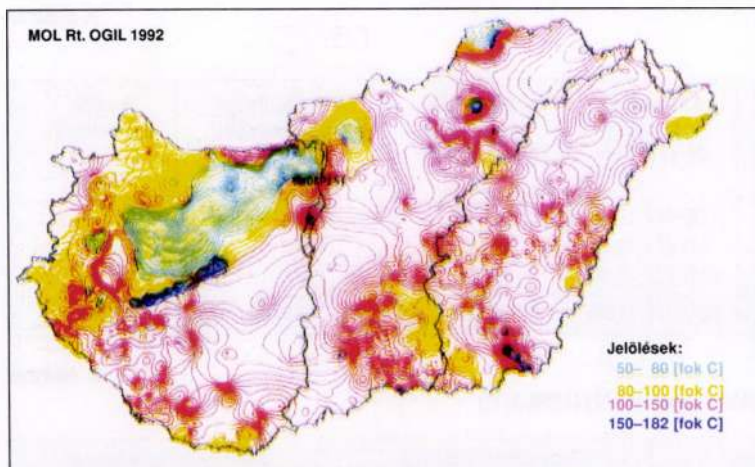 MOL Rt. OGIL 1992
Jelölések:
50– 80 [fok C]
80–100 [fok C]
100–150 [fok C]
150–182 [fok C]